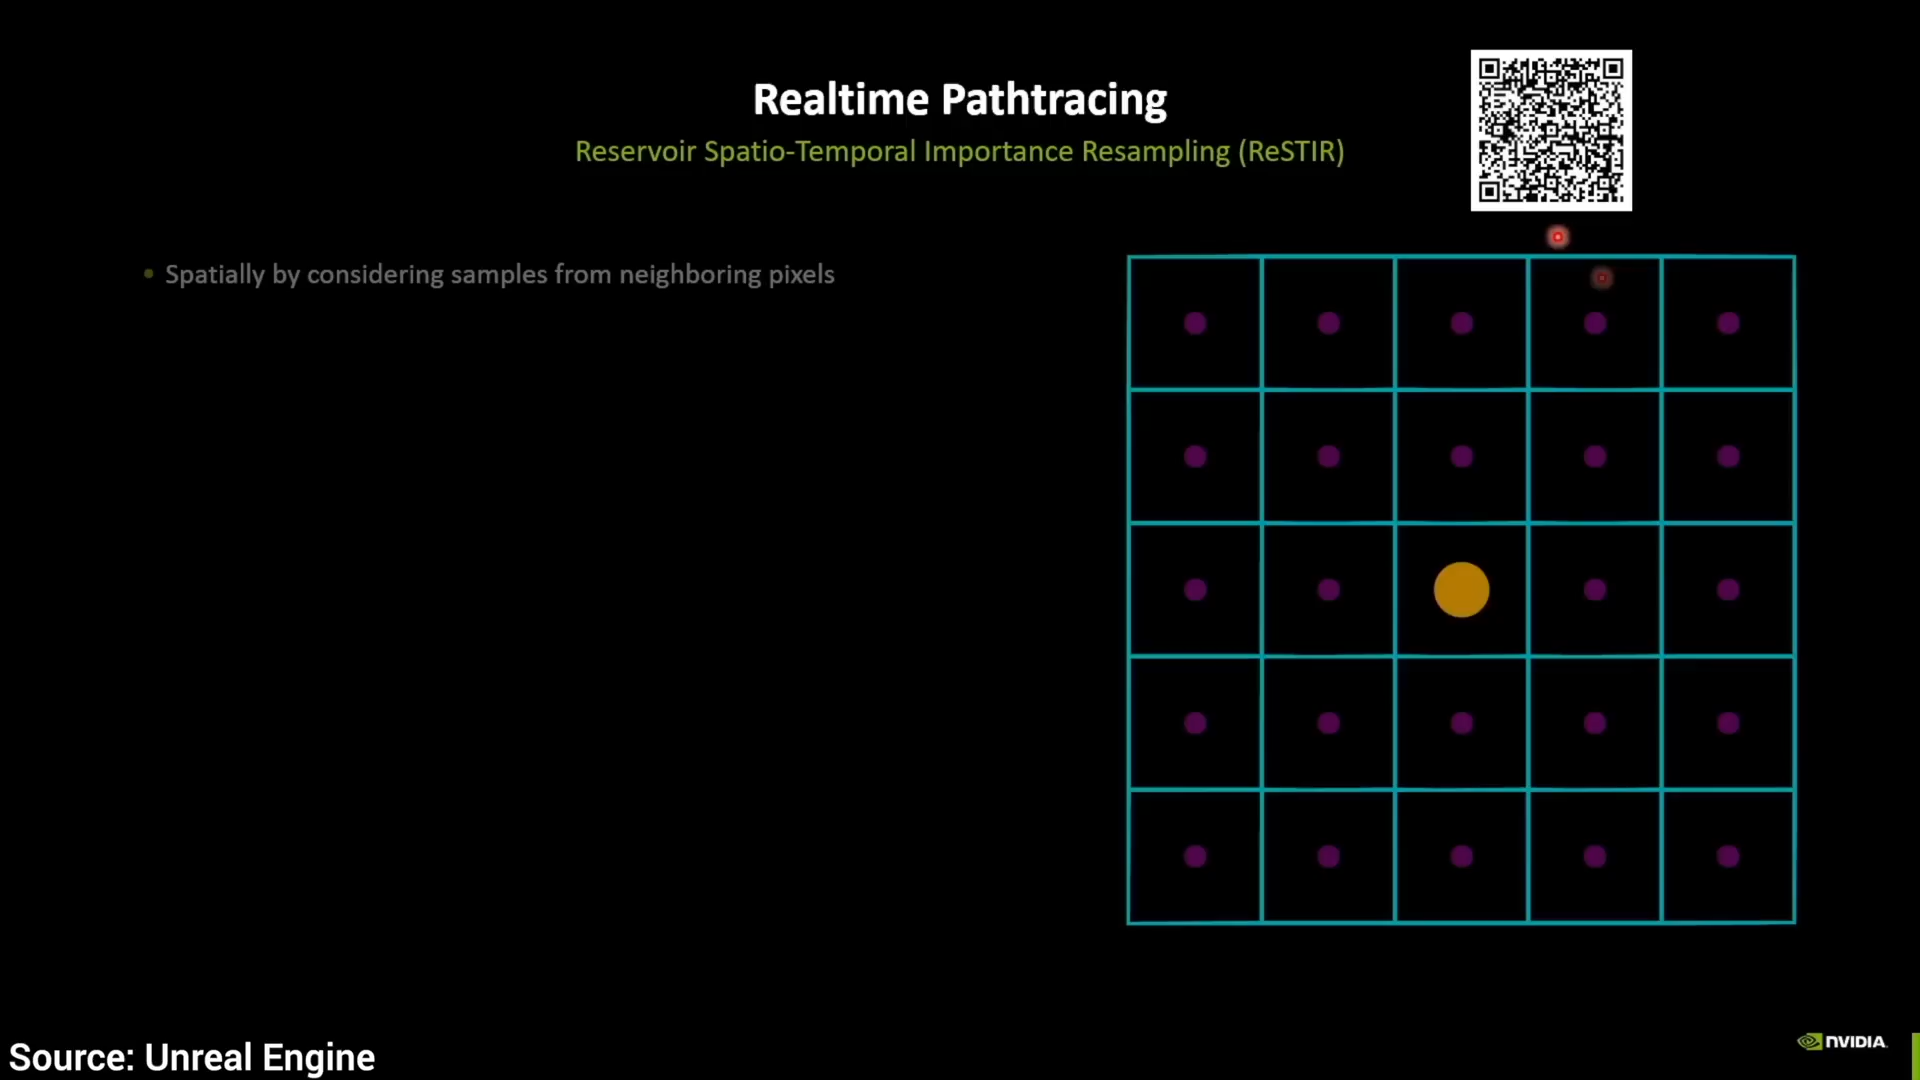 Realtime Pathtracing
Reservoir Spatio-Temporal Importance Resampling (ReSTIR)
• Spatially by considering samples from neighboring pixels
Source: Unreal Engine
NVIDIA.